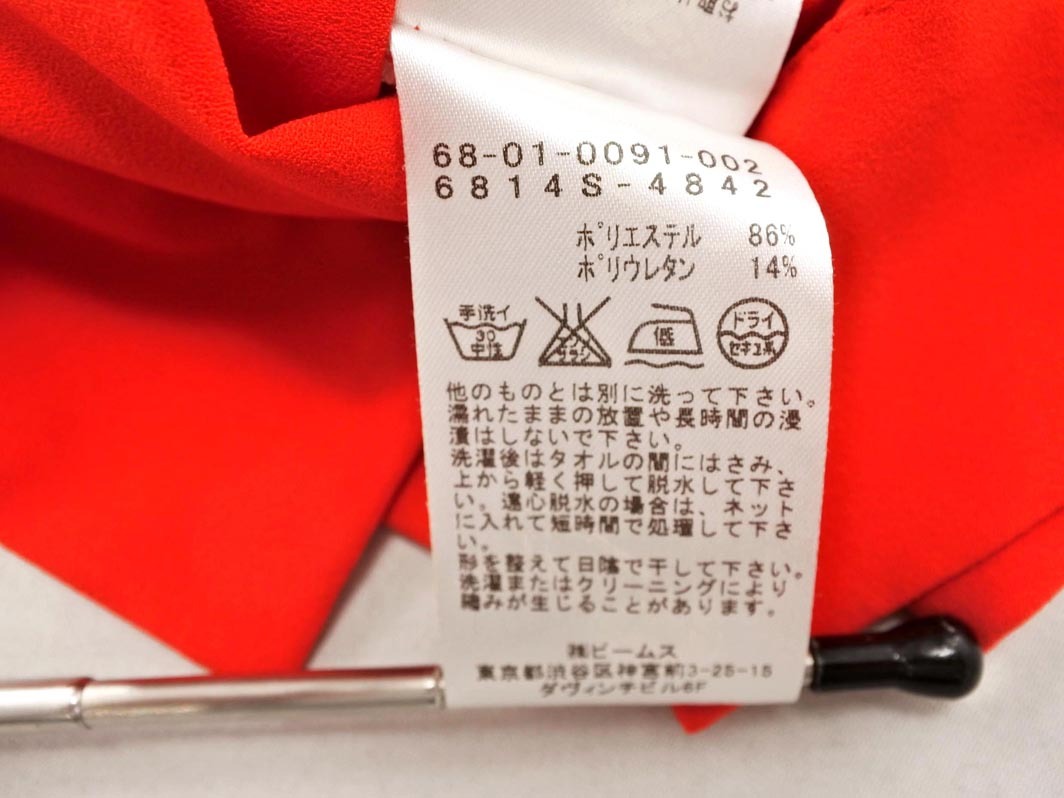 68-01-0091-002
6814S-4842
ポリエステル 86%
ポリウレタン 14%
手洗イ 30 中性
サラシ
低
ドライ セキユ系
他のものとは別に洗って下さい。
濡れたままの放置や長時間の浸
漬はしないで下さい。
洗濯後はタオルの間にはさみ、
上から軽く押して脱水して下さ
い。遠心脱水の場合は、ネット
に入れて短時間で処理して下さ
い。
形を整えて日陰で干して下さい。
洗濯またはクリーニングにより
縮みが生じることがあります。
㈱ビームス
東京都渋谷区神宮前3-25-15
ダヴィンチビル6F